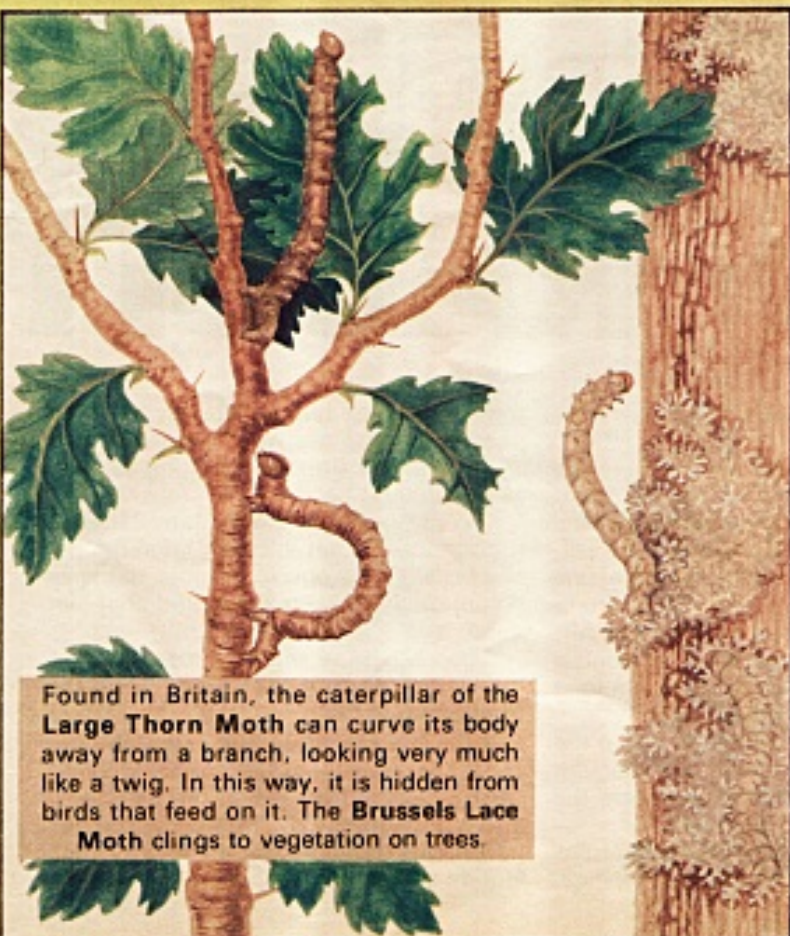 Found in Britain, the caterpillar of the
Large Thorn Moth can curve its body
away from a branch, looking very much
like a twig. In this way, it is hidden from
birds that feed on it. The Brussels Lace
Moth clings to vegetation on trees.